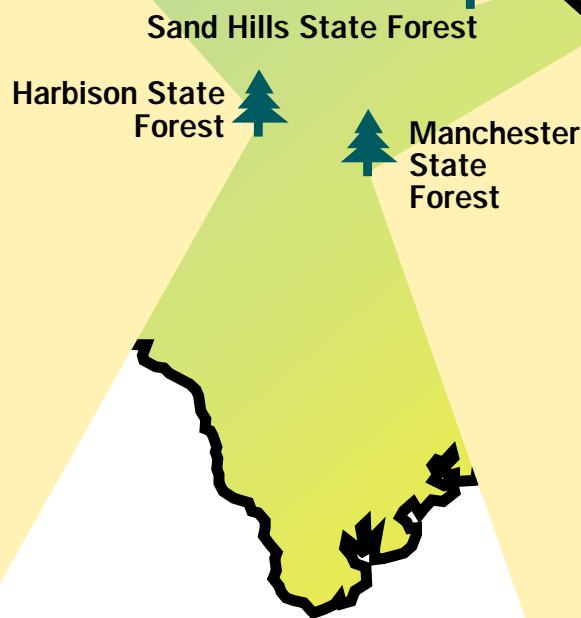 Sand Hills State Forest
Harbison State
Forest
Manchester
State
Forest